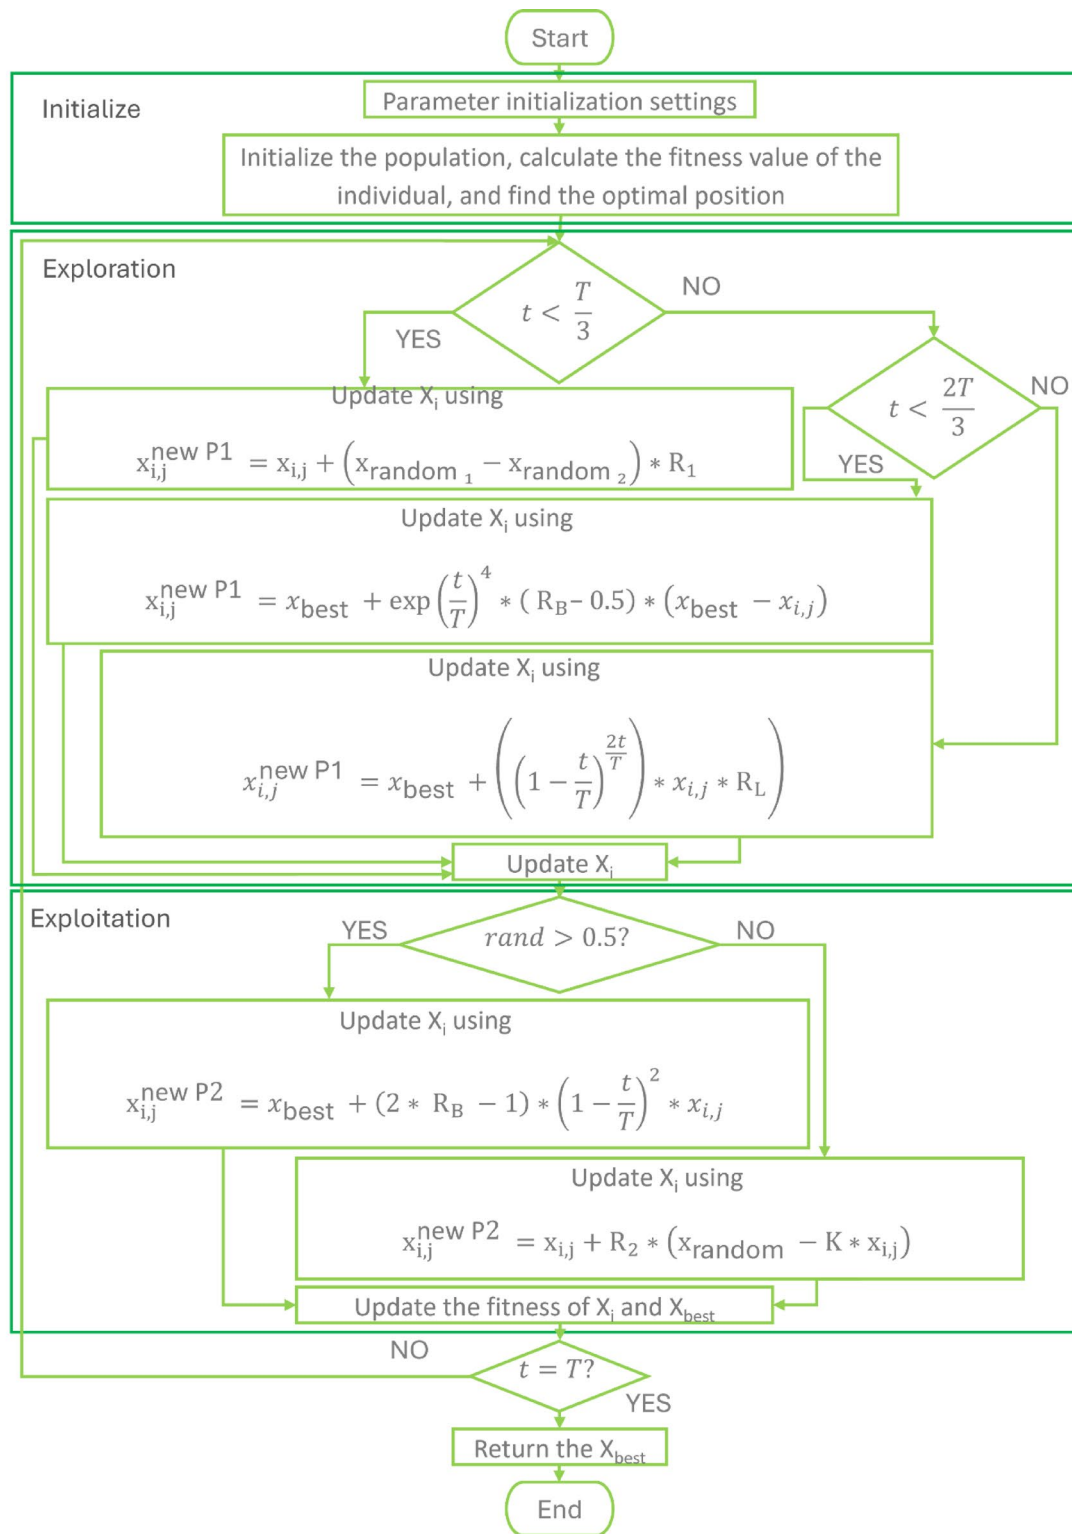 Start
Initialize
Parameter initialization settings
Initialize the population, calculate the fitness value of the
individual, and find the optimal position
Exploration
t < T/3
NO
YES
t < 2T/3
NO
YES
Update X_i using
x_{i,j}^{new P1} = x_{i,j} + (x_{random 1} − x_{random 2}) * R_1
Update X_i using
x_{i,j}^{new P1} = x_{best} + exp(t/T)^4 * ( R_B – 0.5) * (x_{best} − x_{i,j})
Update X_i using
x_{i,j}^{new P1} = x_{best} + (((1 − t/T)^{2t/T}) * x_{i,j} * R_L)
Update X_i
Exploitation
YES
rand > 0.5?
NO
Update X_i using
x_{i,j}^{new P2} = x_{best} + (2 * R_B − 1) * (1 − t/T)^2 * x_{i,j}
Update X_i using
x_{i,j}^{new P2} = x_{i,j} + R_2 * (x_{random} − K * x_{i,j})
Update the fitness of X_i and X_{best}
NO
t = T?
YES
Return the X_{best}
End